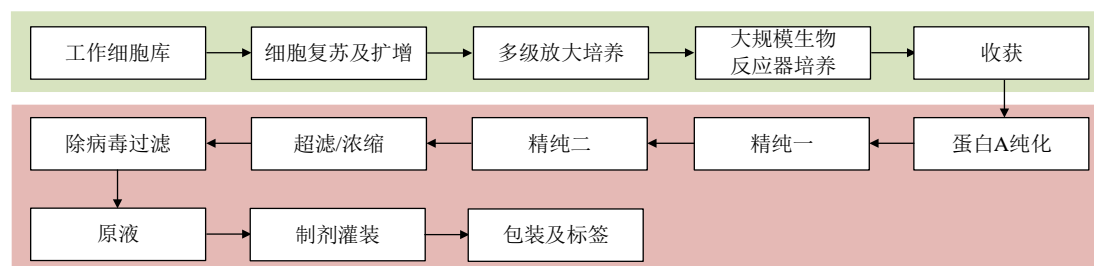 工作细胞库
细胞复苏及扩增
多级放大培养
大规模生物
反应器培养
收获
蛋白A纯化
精纯一
精纯二
超滤/浓缩
除病毒过滤
原液
制剂灌装
包装及标签